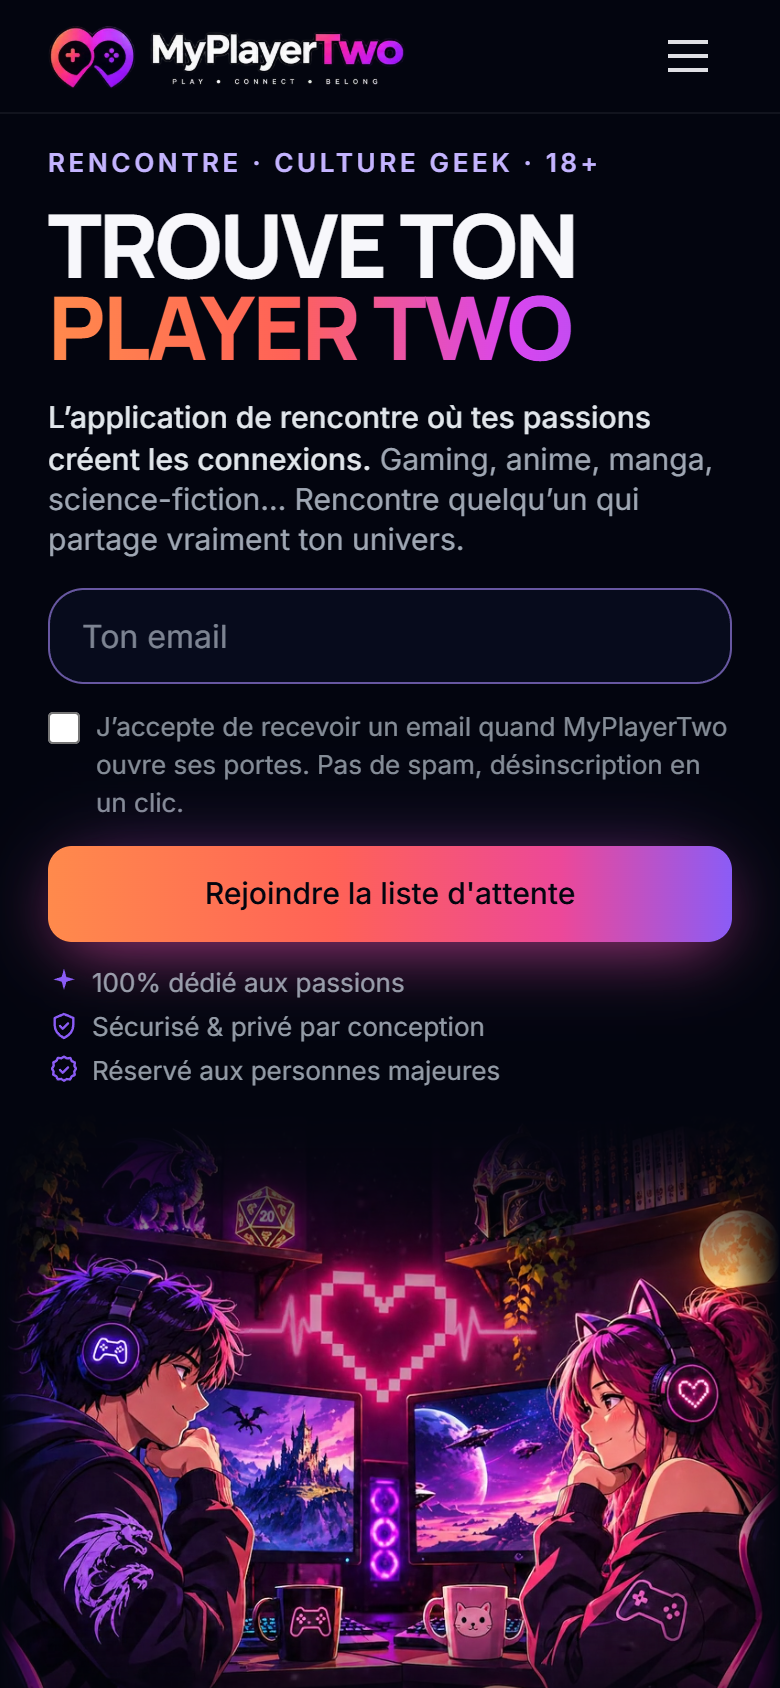 MyPlayerTwo
PLAY • CONNECT • BELONG
RENCONTRE · CULTURE GEEK · 18+
TROUVE TON
PLAYER TWO
L’application de rencontre où tes passions
créent les connexions. Gaming, anime, manga,
science-fiction… Rencontre quelqu’un qui
partage vraiment ton univers.
Ton email
J’accepte de recevoir un email quand MyPlayerTwo
ouvre ses portes. Pas de spam, désinscription en
un clic.
Rejoindre la liste d'attente
100% dédié aux passions
Sécurisé & privé par conception
Réservé aux personnes majeures
20